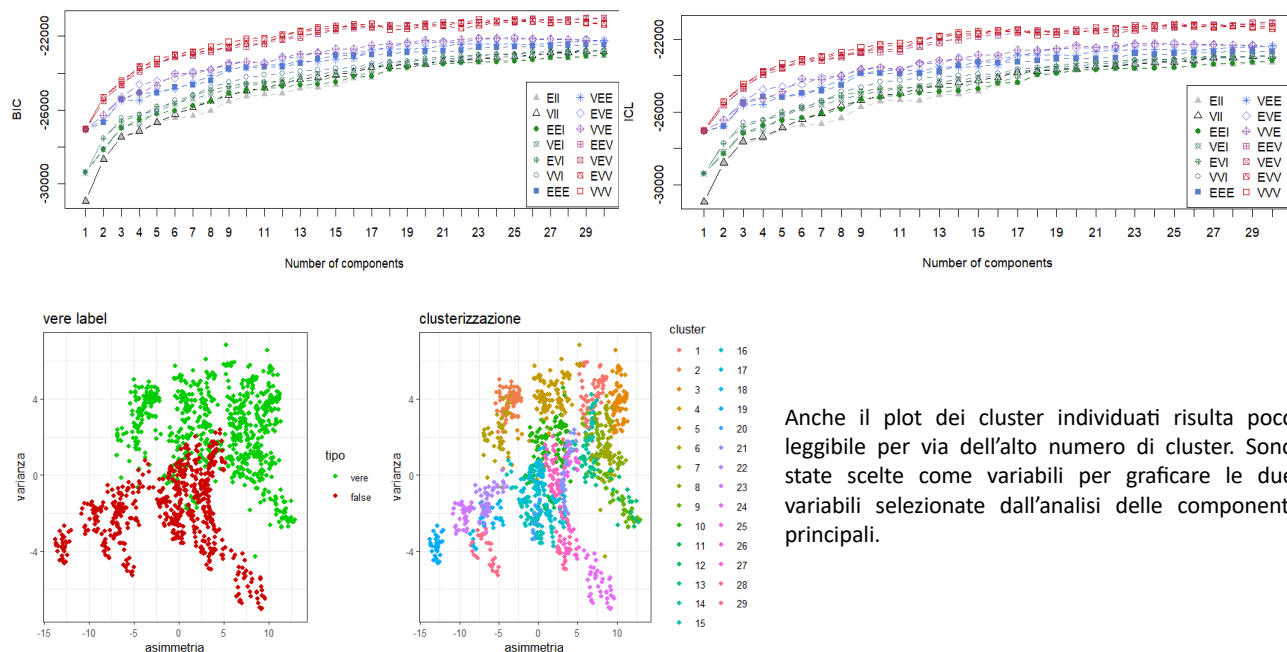 BIC
-22000
-26000
-30000
EII
VII
EEI
VEI
EVI
VVI
EEE
VEE
EVE
VVE
EEV
VEV
EVV
VVV
1 2 3 4 5 6 7 8 9 11 13 15 17 19 21 23 25 27 29
Number of components
ICL
-22000
-26000
-30000
EII
VII
EEI
VEI
EVI
VVI
EEE
VEE
EVE
VVE
EEV
VEV
EVV
VVV
1 2 3 4 5 6 7 8 9 11 13 15 17 19 21 23 25 27 29
Number of components
vere label
varianza
4
0
-4
-15 -10 -5 0 5 10
asimmetria
tipo
vere
false
clusterizzazione
varianza
4
0
-4
-15 -10 -5 0 5 10
asimmetria
cluster
1 16
2 17
3 18
4 19
5 20
6 21
7 22
8 23
9 24
10 25
11 26
12 27
13 28
14 29
15
Anche il plot dei cluster individuati risulta poco
leggibile per via dell'alto numero di cluster. Sono
state scelte come variabili per graficare le due
variabili selezionate dall'analisi delle component
principali.